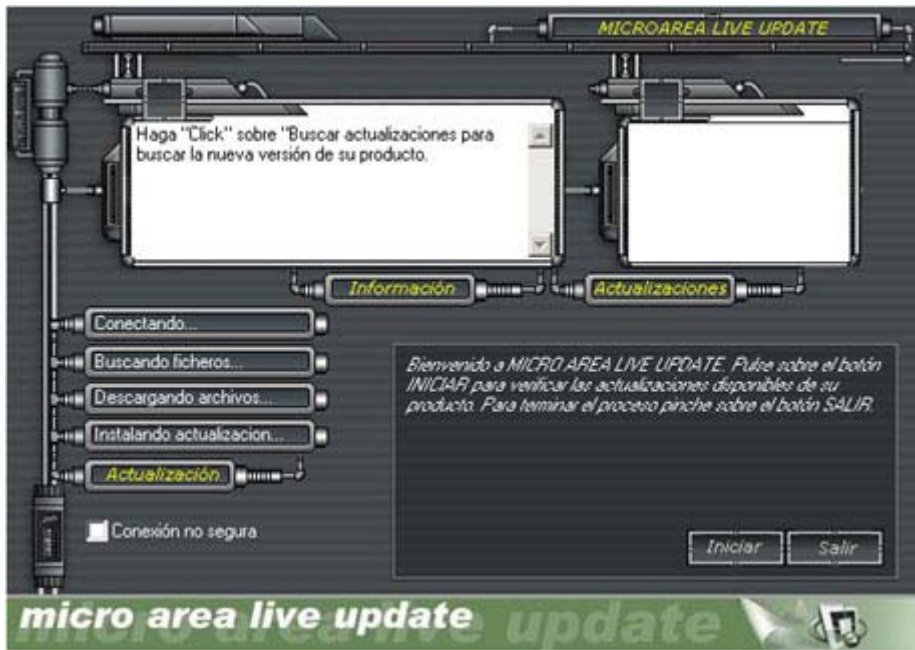 MICROAREA LIVE UPDATE
Haga "Click" sobre "Buscar actualizaciones para
buscar la nueva versión de su producto.
Información
Actualizaciones
Conectando...
Buscando ficheros...
Descargando archivos...
Instalando actualizacion...
Actualización
Conexión no segura
Bienvenido a MICRO AREA LIVE UPDATE. Pulse sobre el botón
INICIAR para verificar las actualizaciones disponibles de su
producto. Para terminar el proceso pinche sobre el botón SALIR.
Iniciar
Salir
micro area live update